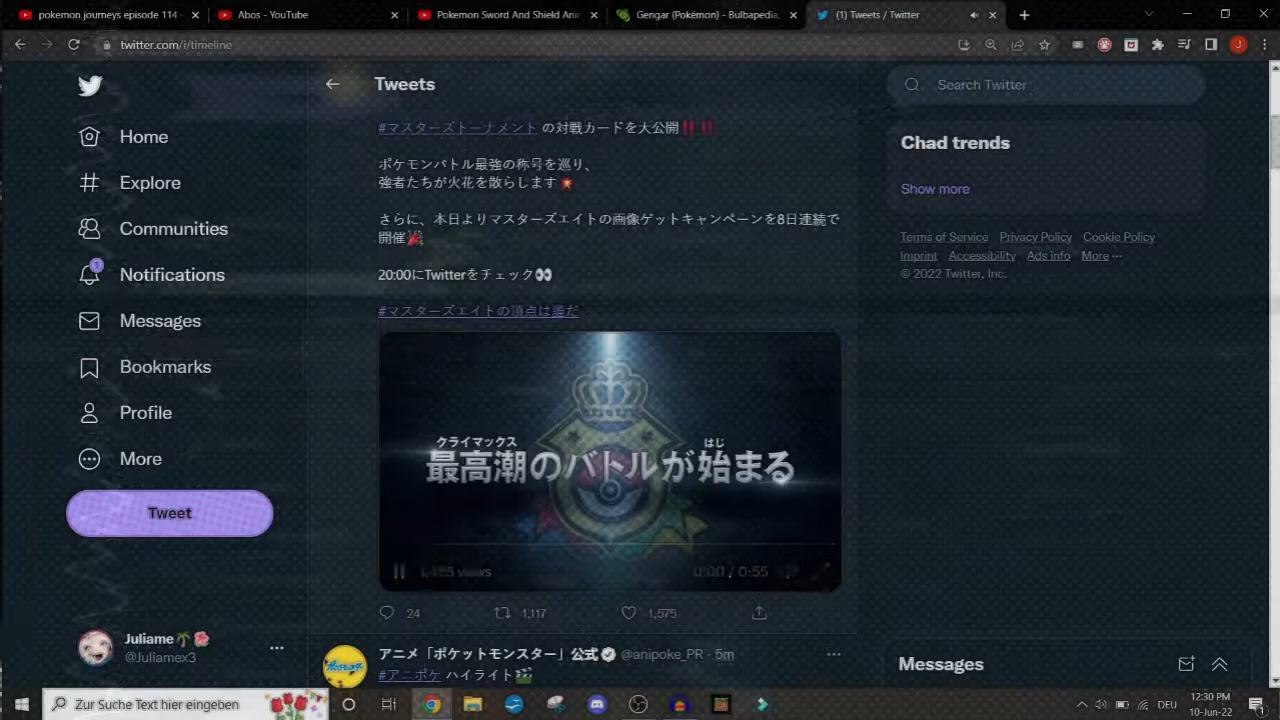 pokemon journeys episode 114 -
Abos - YouTube
Pokemon Sword And Shield Ani
Gengar (Pokémon) - Bulbapedia,
(1) Tweets / Twitter
twitter.com/i/timeline
J
Tweets
Search Twitter
Home
Explore
Communities
1
Notifications
Messages
Bookmarks
Profile
More
Tweet
Juliame
@Juliamex3
#マスターズトーナメント の対戦カードを大公開‼️‼️
ポケモンバトル最強の称号を巡り、
強者たちが火花を散らします💥
さらに、本日よりマスターズエイトの画像ゲットキャンペーンを8日連続で
開催🎉
20:00にTwitterをチェック👀
#マスターズエイトの頂点は誰だ
クライマックス
はじ
最高潮のバトルが始まる
views
0:00 / 0:55
24
1,117
1,575
アニメ「ポケットモンスター」公式 @anipoke_PR · 5m
#アニポケ ハイライト
Chad trends
Show more
Terms of Service Privacy Policy Cookie Policy
Imprint Accessibility Ads info More ···
© 2022 Twitter, Inc.
Messages
Zur Suche Text hier eingeben
DEU
12:30 PM
10-Jun-22